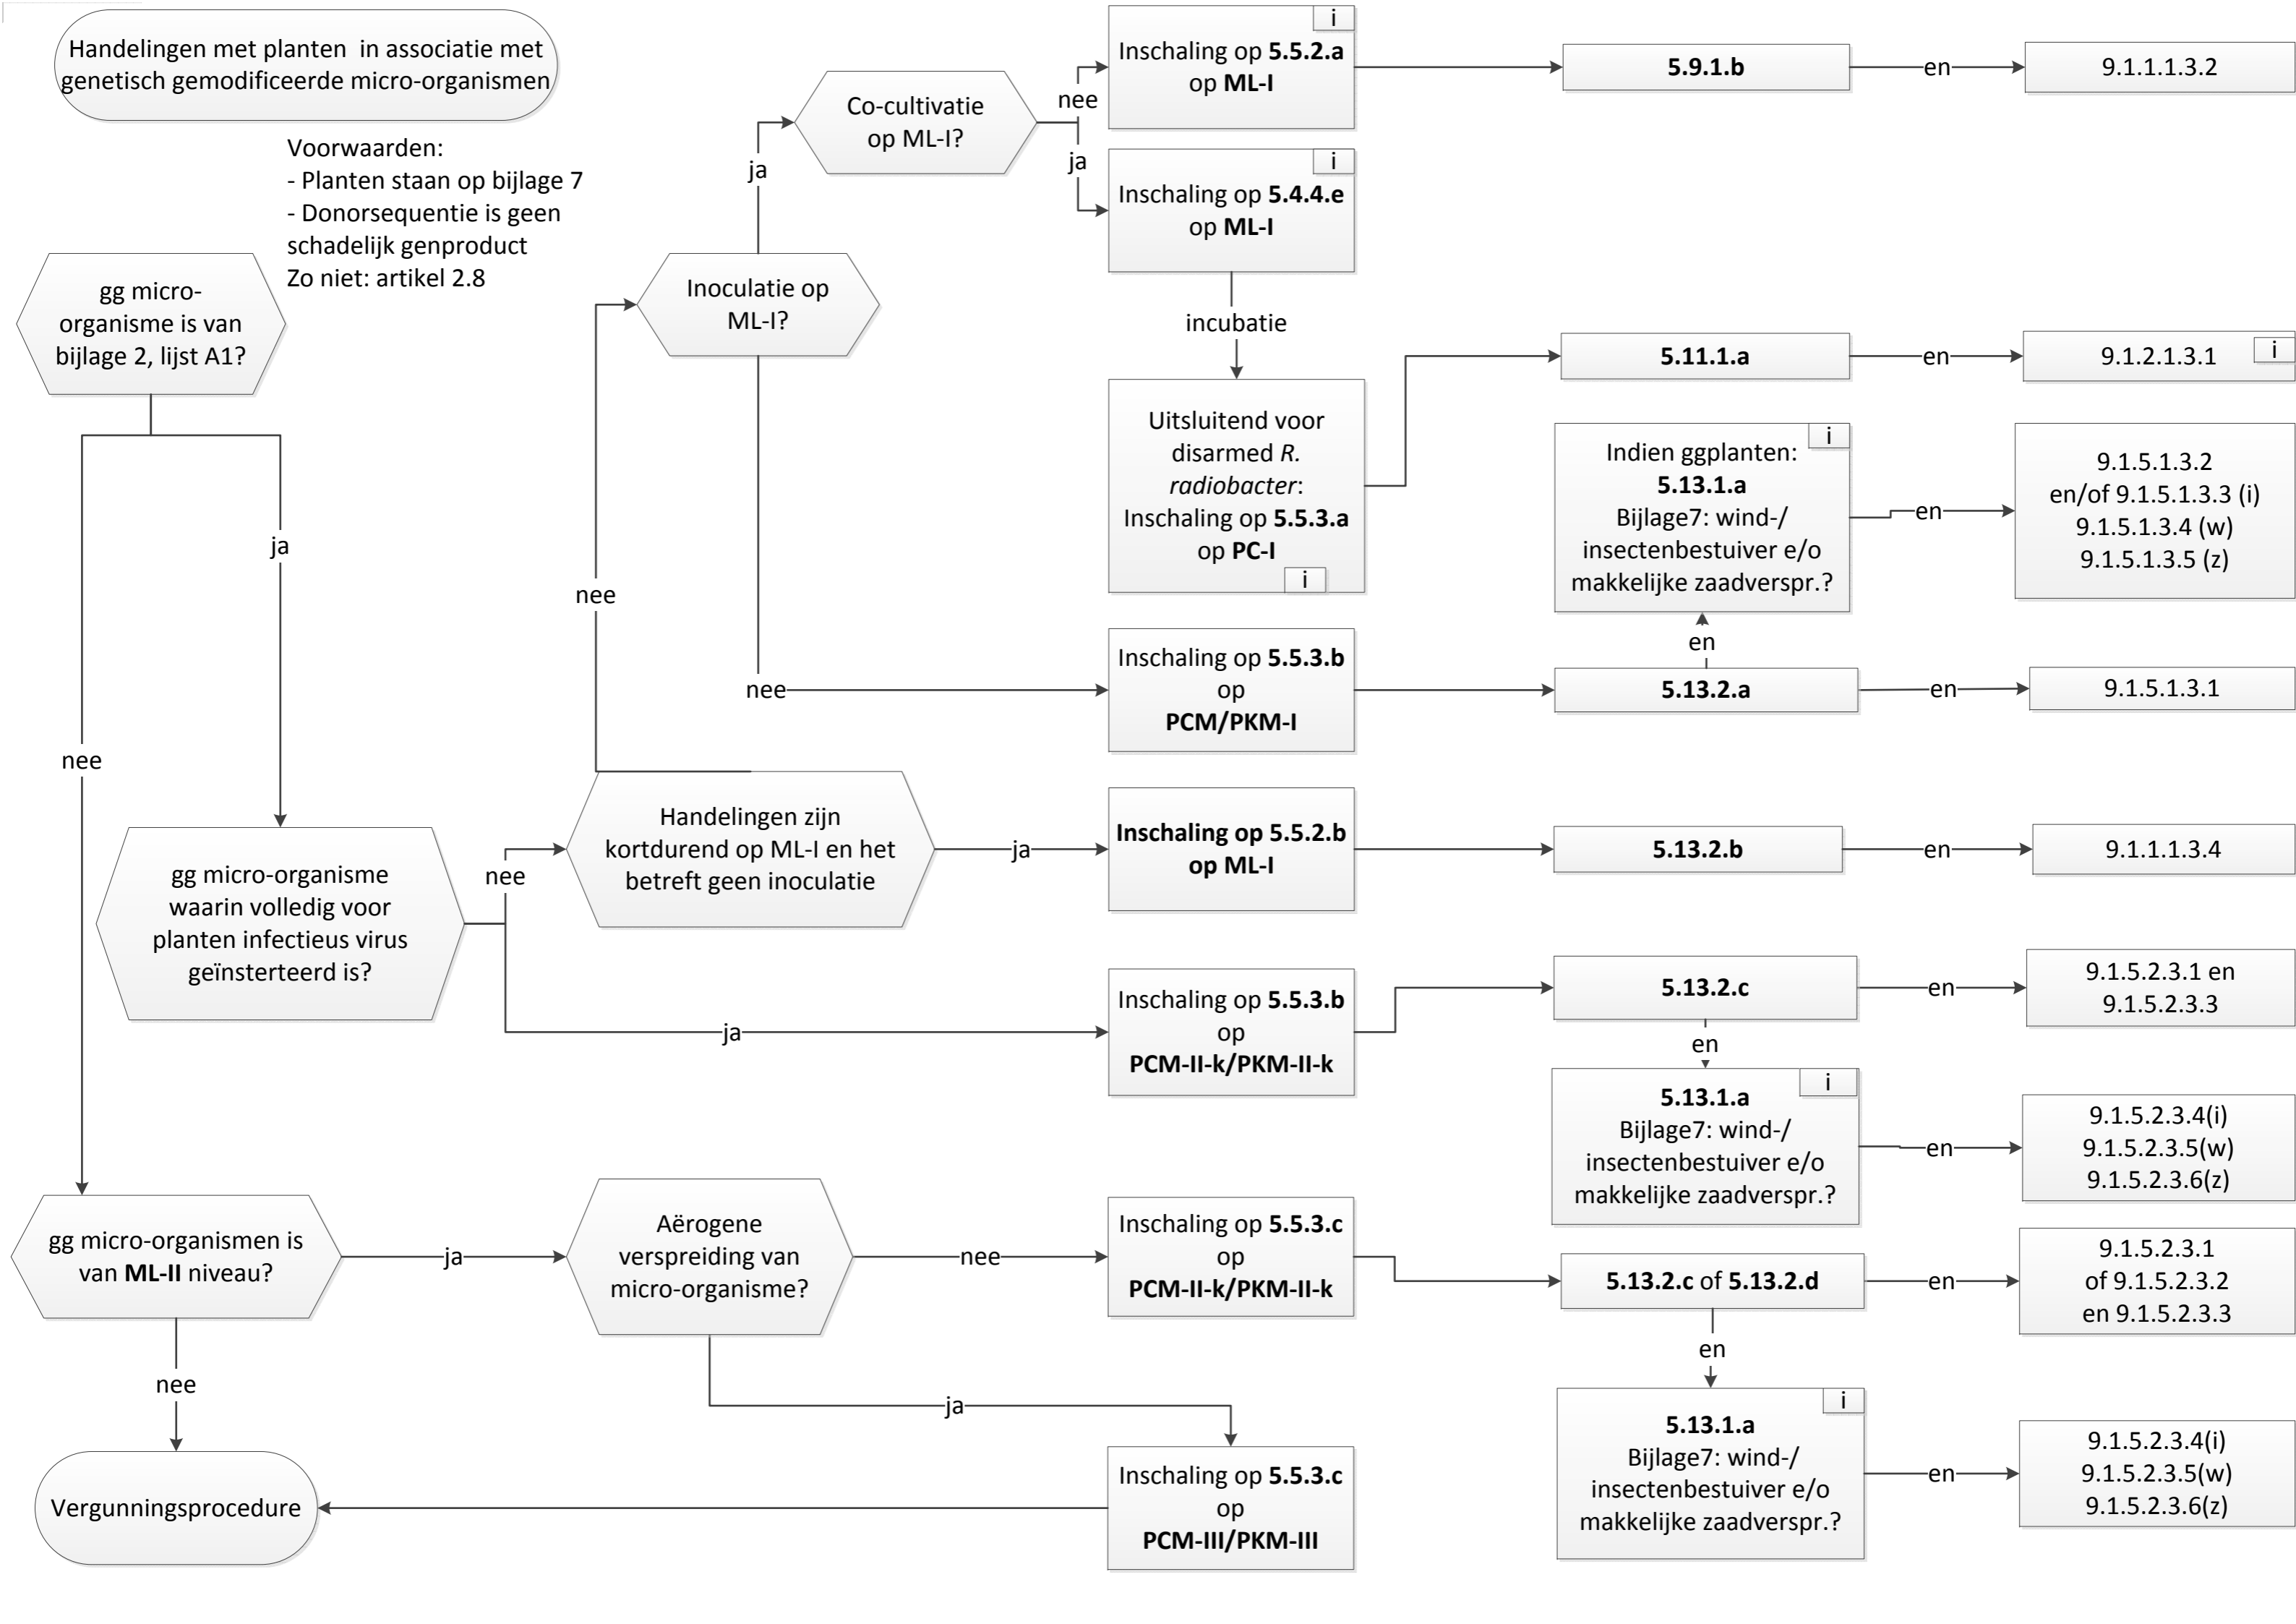 Handelingen met planten  in associatie met
genetisch gemodificeerde micro-organismen
Voorwaarden:
- Planten staan op bijlage 7
- Donorsequentie is geen
schadelijk genproduct
Zo niet: artikel 2.8
gg micro-
organisme is van
bijlage 2, lijst A1?
ja
nee
gg micro-organisme
waarin volledig voor
planten infectieus virus
geïnsterteerd is?
nee
ja
Handelingen zijn
kortdurend op ML-I en het
betreft geen inoculatie
nee
ja
Inoculatie op
ML-I?
ja
nee
Co-cultivatie
op ML-I?
nee
ja
i
Inschaling op 5.5.2.a
op ML-I
5.9.1.b
en
9.1.1.1.3.2
i
Inschaling op 5.4.4.e
op ML-I
incubatie
Uitsluitend voor
disarmed R.
radiobacter:
Inschaling op 5.5.3.a
op PC-I
i
5.11.1.a
en
9.1.2.1.3.1
i
i
Indien ggplanten:
5.13.1.a
Bijlage7: wind-/
insectenbestuiver e/o
makkelijke zaadverspr.?
en
9.1.5.1.3.2
en/of 9.1.5.1.3.3 (i)
9.1.5.1.3.4 (w)
9.1.5.1.3.5 (z)
en
Inschaling op 5.5.3.b
op
PCM/PKM-I
5.13.2.a
en
9.1.5.1.3.1
Inschaling op 5.5.2.b
op ML-I
5.13.2.b
en
9.1.1.1.3.4
Inschaling op 5.5.3.b
op
PCM-II-k/PKM-II-k
5.13.2.c
en
9.1.5.2.3.1 en
9.1.5.2.3.3
en
i
5.13.1.a
Bijlage7: wind-/
insectenbestuiver e/o
makkelijke zaadverspr.?
en
9.1.5.2.3.4(i)
9.1.5.2.3.5(w)
9.1.5.2.3.6(z)
gg micro-organismen is
van ML-II niveau?
ja
nee
Aërogene
verspreiding van
micro-organisme?
nee
ja
Inschaling op 5.5.3.c
op
PCM-II-k/PKM-II-k
5.13.2.c of 5.13.2.d
en
9.1.5.2.3.1
of 9.1.5.2.3.2
en 9.1.5.2.3.3
en
i
5.13.1.a
Bijlage7: wind-/
insectenbestuiver e/o
makkelijke zaadverspr.?
en
9.1.5.2.3.4(i)
9.1.5.2.3.5(w)
9.1.5.2.3.6(z)
Inschaling op 5.5.3.c
op
PCM-III/PKM-III
Vergunningsprocedure